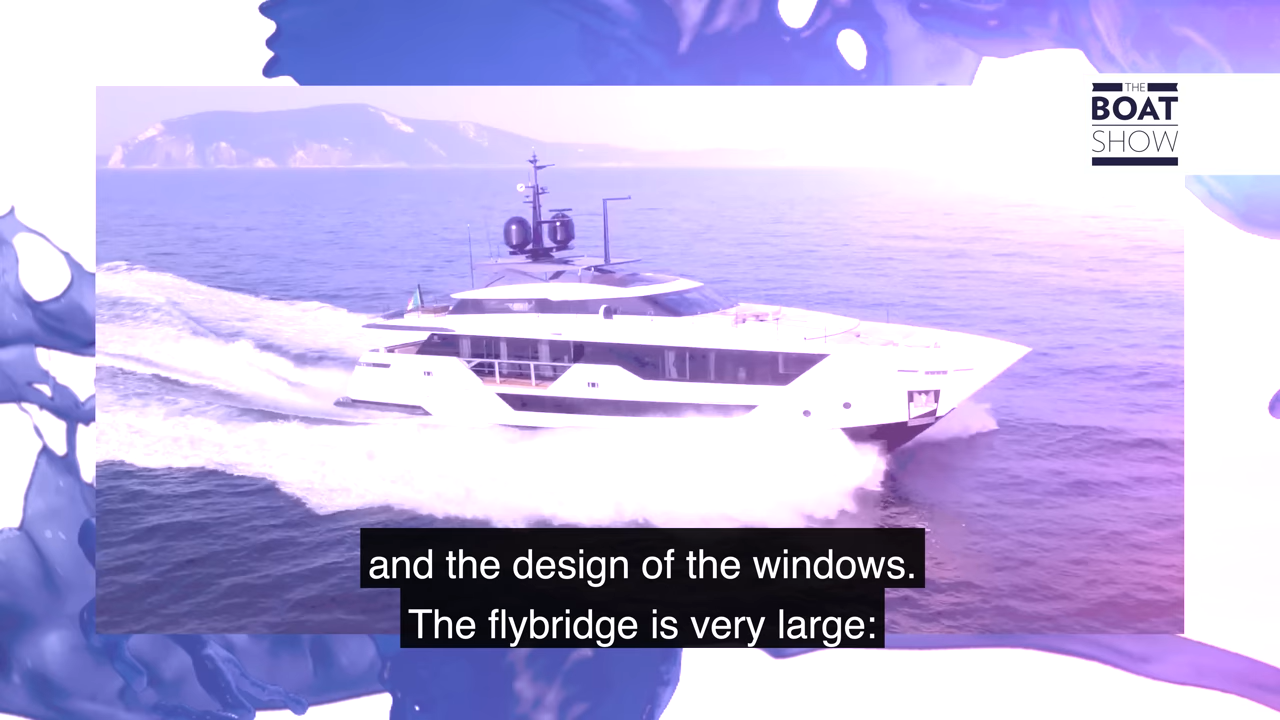 THE
BOAT
SHOW
and the design of the windows.
The flybridge is very large: